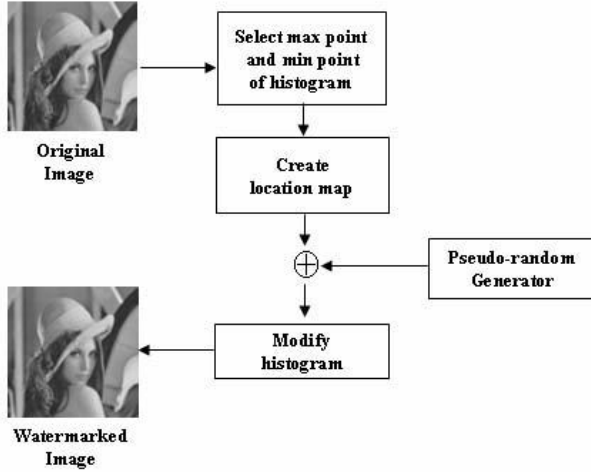 Select max point
and min point
of histogram
Original
Image
Create
location map
Pseudo-random
Generator
Modify
histogram
Watermarked
Image